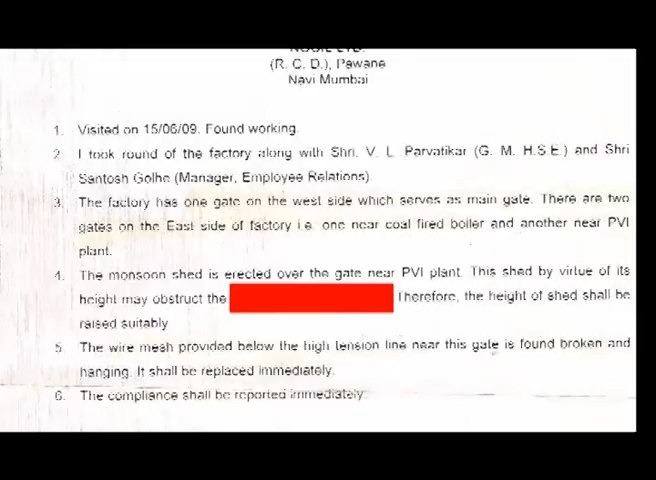 NOCIL LTD.
(R. C. D.), Pawane
Navi Mumbai
1. Visited on 15/06/09. Found working.
2. I took round of the factory along with Shri. V. L. Parvatikar (G. M. H.S.E.) and Shri
Santosh Golhe (Manager, Employee Relations).
3. The factory has one gate on the west side which serves as main gate. There are two
gates on the East side of factory i.e. one near coal fired boiler and another near PVI
plant.
4. The monsoon shed is erected over the gate near PVI plant. This shed by virtue of its
height may obstruct the Therefore, the height of shed shall be
raised suitably
5. The wire mesh provided below the high tension line near this gate is found broken and
hanging. It shall be replaced immediately.
6. The compliance shall be reported immediately.